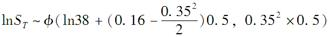 lnS_T ~ ϕ(ln38 + (0.16 - 0.35²/2)0.5, 0.35² × 0.5)